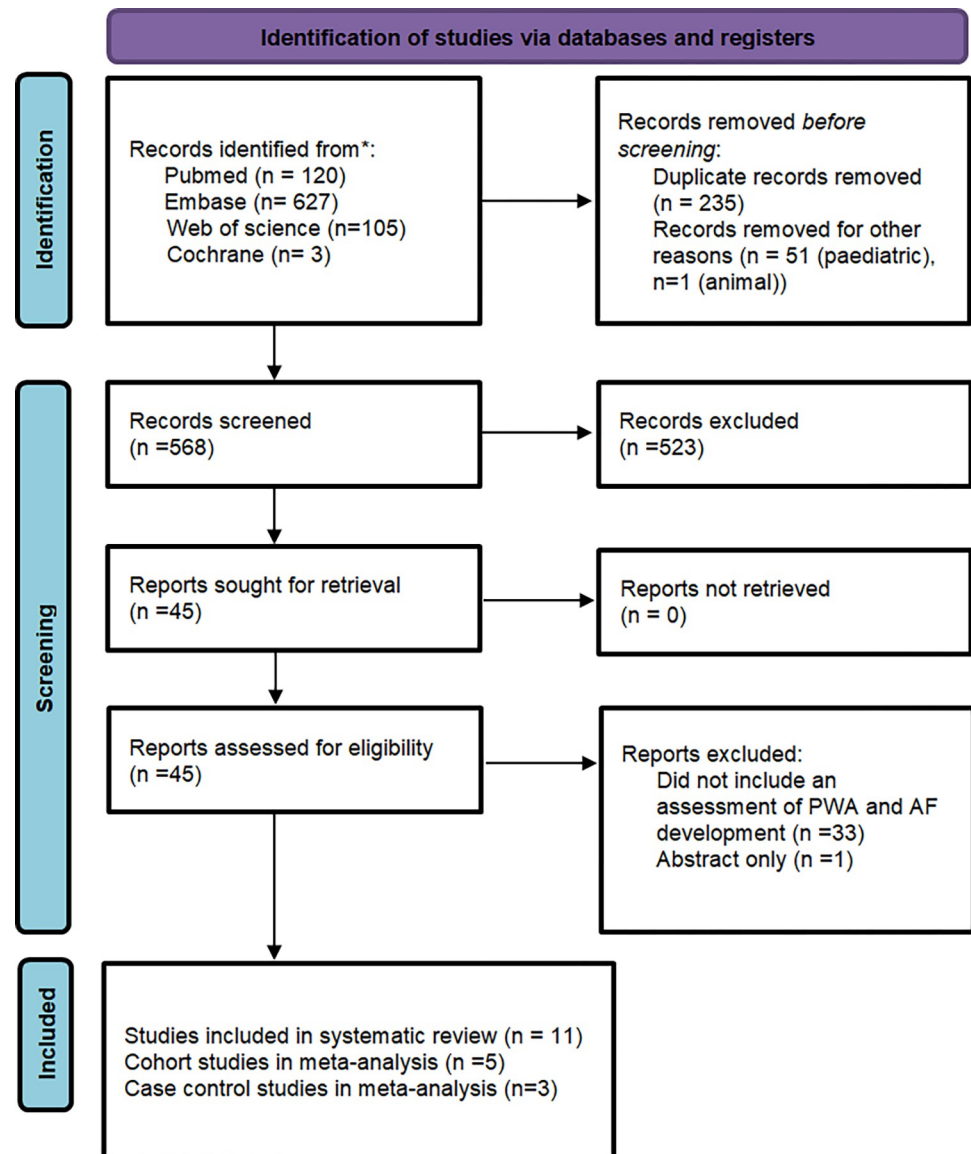 Identification of studies via databases and registers
Identification
Records identified from*:
Pubmed (n = 120)
Embase (n= 627)
Web of science (n=105)
Cochrane (n= 3)
Records removed before
screening:
Duplicate records removed
(n = 235)
Records removed for other
reasons (n = 51 (paediatric),
n=1 (animal))
Screening
Records screened
(n =568)
Records excluded
(n =523)
Reports sought for retrieval
(n =45)
Reports not retrieved
(n = 0)
Reports assessed for eligibility
(n =45)
Reports excluded:
Did not include an
assessment of PWA and AF
development (n =33)
Abstract only (n =1)
Included
Studies included in systematic review (n = 11)
Cohort studies in meta-analysis (n =5)
Case control studies in meta-analysis (n=3)